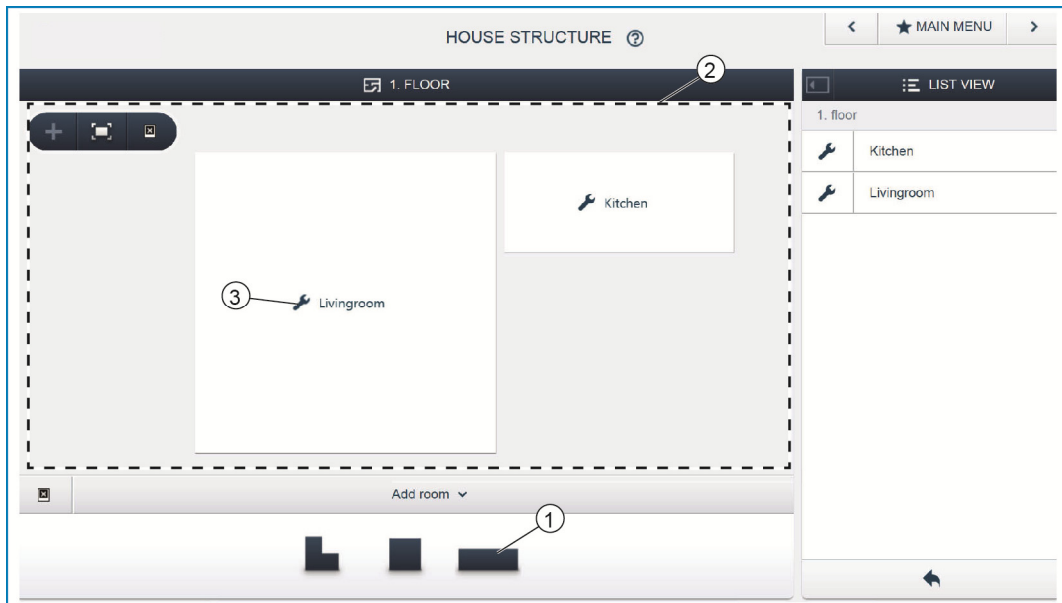 HOUSE STRUCTURE ?
MAIN MENU
2
1. FLOOR
LIST VIEW
1. floor
Kitchen
Livingroom
Kitchen
3
Livingroom
Add room
1